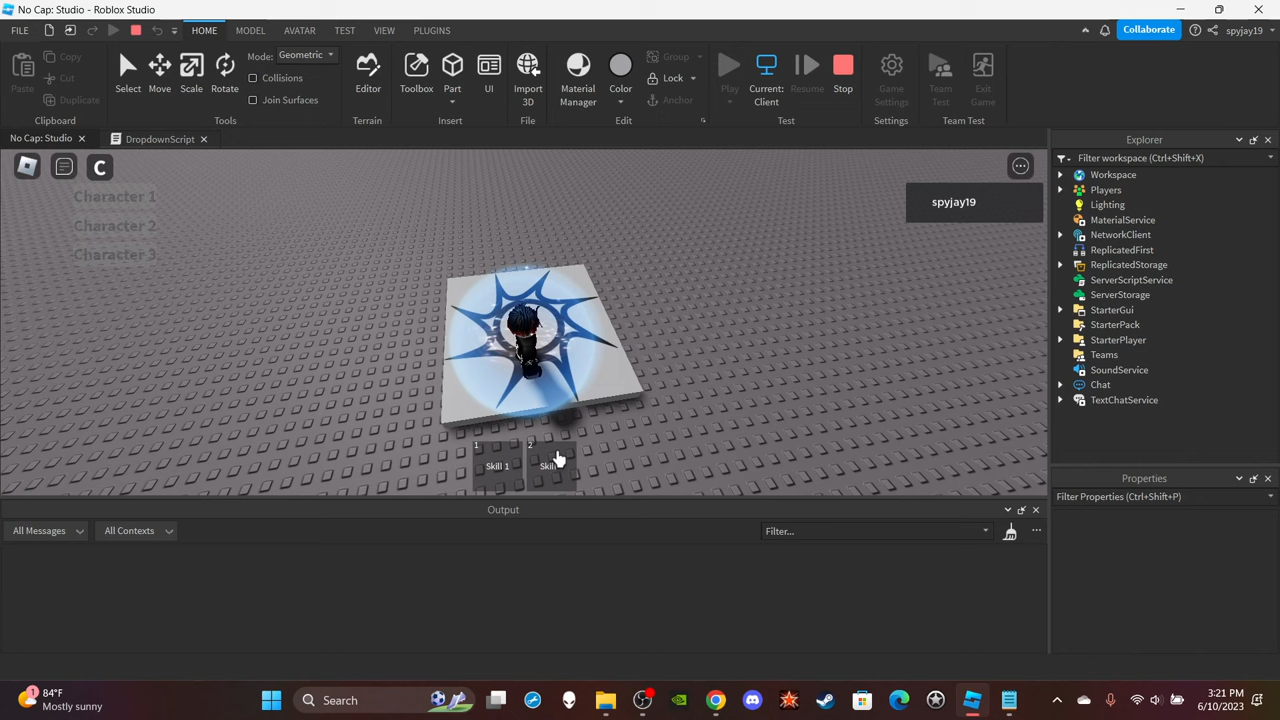 No Cap: Studio - Roblox Studio
FILE HOME MODEL AVATAR TEST VIEW PLUGINS Collaborate spyjay19
Paste Copy Cut Duplicate
Clipboard
Select Move Scale Rotate
Mode: Geometric
Collisions
Join Surfaces
Tools
Editor
Terrain
Toolbox Part UI
Insert
Import 3D
File
Material Manager Color
Group
Lock
Anchor
Edit
Play Current: Client Resume Stop
Test
Game Settings
Settings
Team Test Exit Game
Team Test
No Cap: Studio DropdownScript
C
Character 1
Character 2
Character 3
spyjay19
1
Skill 1
2
Output
All Messages All Contexts Filter...
Explorer
Filter workspace (Ctrl+Shift+X)
Workspace
Players
Lighting
MaterialService
NetworkClient
ReplicatedFirst
ReplicatedStorage
ServerScriptService
ServerStorage
StarterGui
StarterPack
StarterPlayer
Teams
SoundService
Chat
TextChatService
Properties
Filter Properties (Ctrl+Shift+P)
1
84°F
Mostly sunny
Search
3:21 PM
6/10/2023